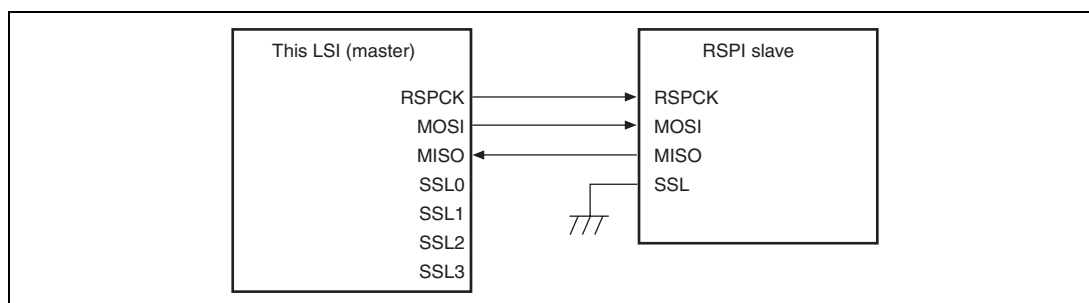 This LSI (master)
RSPCK
MOSI
MISO
SSL0
SSL1
SSL2
SSL3
RSPI slave
RSPCK
MOSI
MISO
SSL